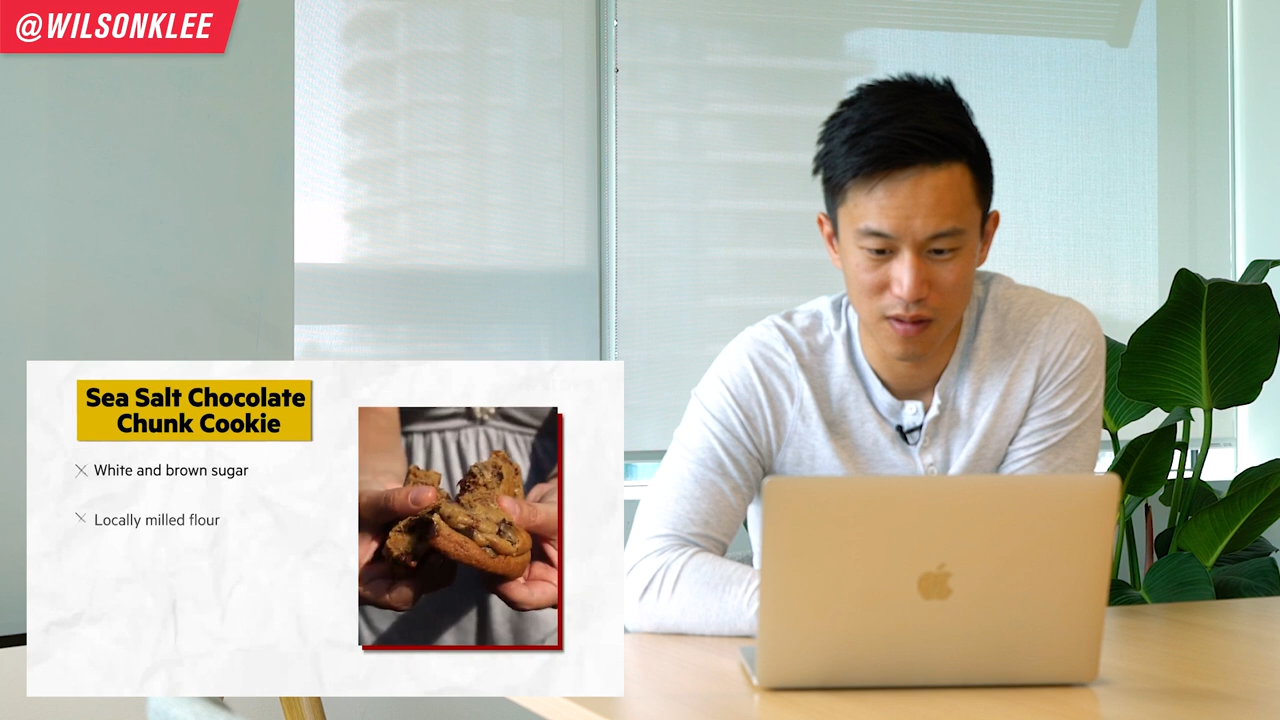 @WILSONKLEE
Sea Salt Chocolate
Chunk Cookie
White and brown sugar
Locally milled flour